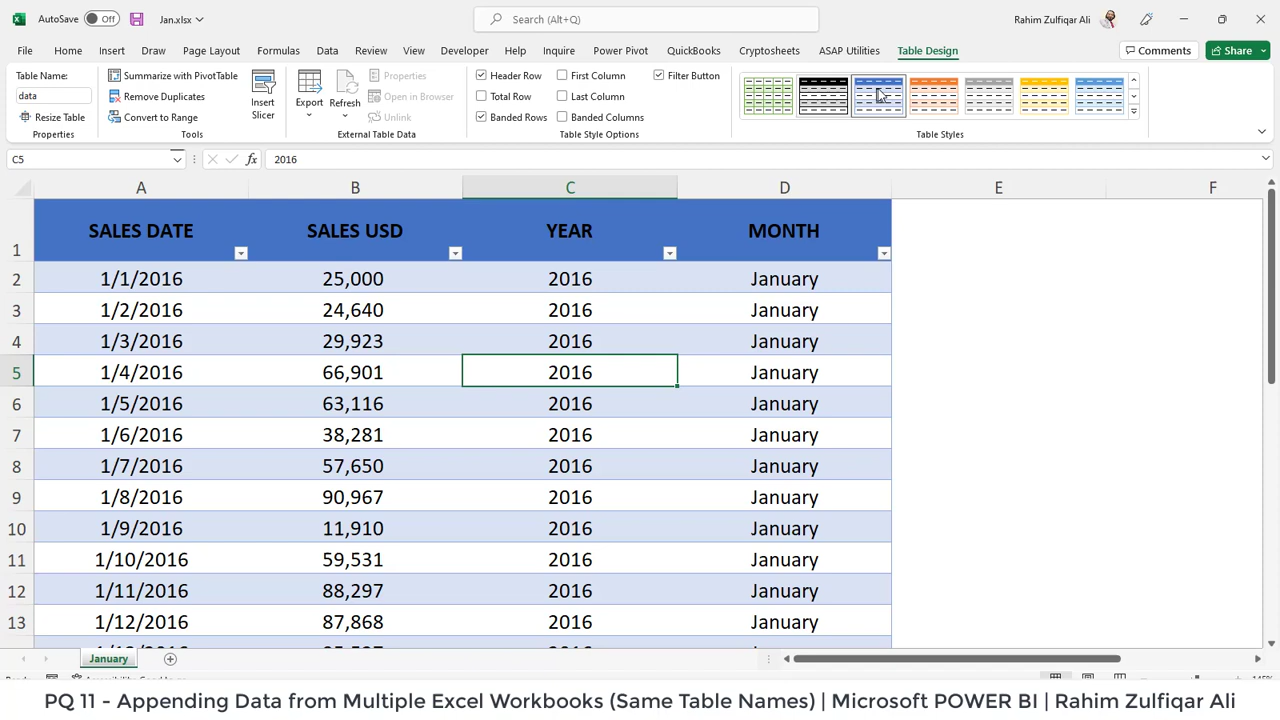 AutoSave Off Jan.xlsx Search (Alt+Q) Rahim Zulfiqar Ali
File Home Insert Draw Page Layout Formulas Data Review View Developer Help Inquire Power Pivot QuickBooks Cryptosheets ASAP Utilities Table Design Comments Share
Table Name: Summarize with PivotTable Properties Header Row First Column Filter Button
data Remove Duplicates Insert Slicer Export Refresh Open in Browser Total Row Last Column
Resize Table Convert to Range Unlink Banded Rows Banded Columns
Properties Tools External Table Data Table Style Options Table Styles
C5 fx 2016
A B C D E F
1 SALES DATE SALES USD YEAR MONTH
2 1/1/2016 25,000 2016 January
3 1/2/2016 24,640 2016 January
4 1/3/2016 29,923 2016 January
5 1/4/2016 66,901 2016 January
6 1/5/2016 63,116 2016 January
7 1/6/2016 38,281 2016 January
8 1/7/2016 57,650 2016 January
9 1/8/2016 90,967 2016 January
10 1/9/2016 11,910 2016 January
11 1/10/2016 59,531 2016 January
12 1/11/2016 88,297 2016 January
13 1/12/2016 87,868 2016 January
January
PQ 11 - Appending Data from Multiple Excel Workbooks (Same Table Names) | Microsoft POWER BI | Rahim Zulfiqar Ali